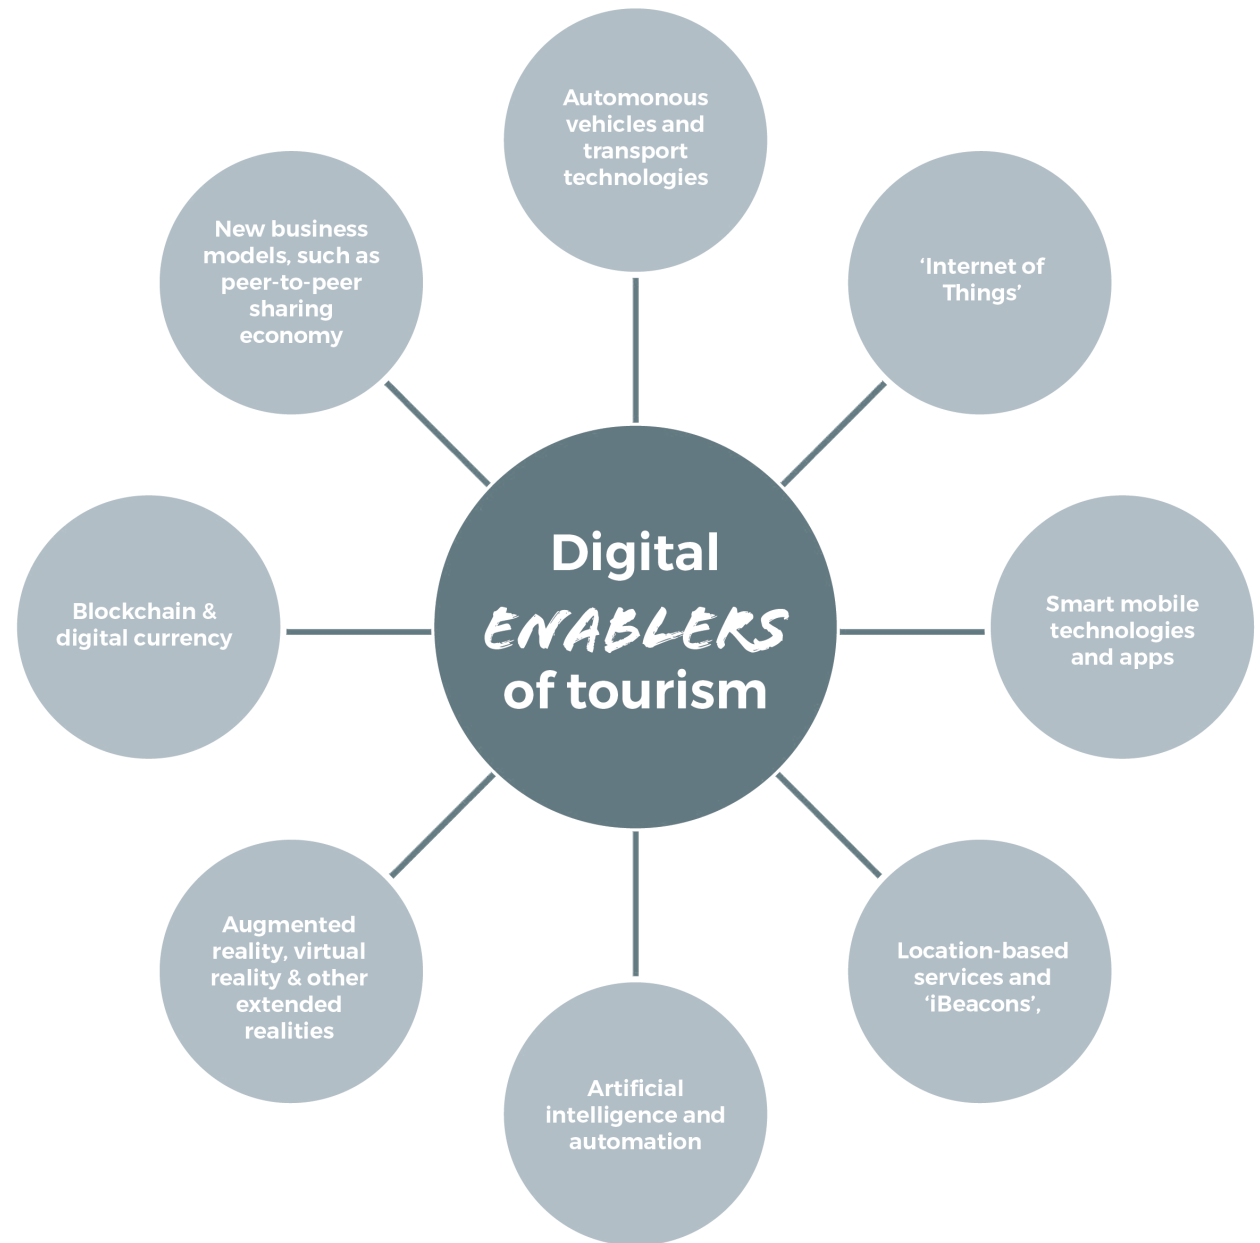 Automonous
vehicles and
transport
technologies
New business
models, such as
peer-to-peer
sharing
economy
‘Internet of
Things’
Digital
ENABLERS
of tourism
Blockchain &
digital currency
Smart mobile
technologies
and apps
Augmented
reality, virtual
reality & other
extended
realities
Location-based
services and
‘iBeacons’,
Artificial
intelligence and
automation